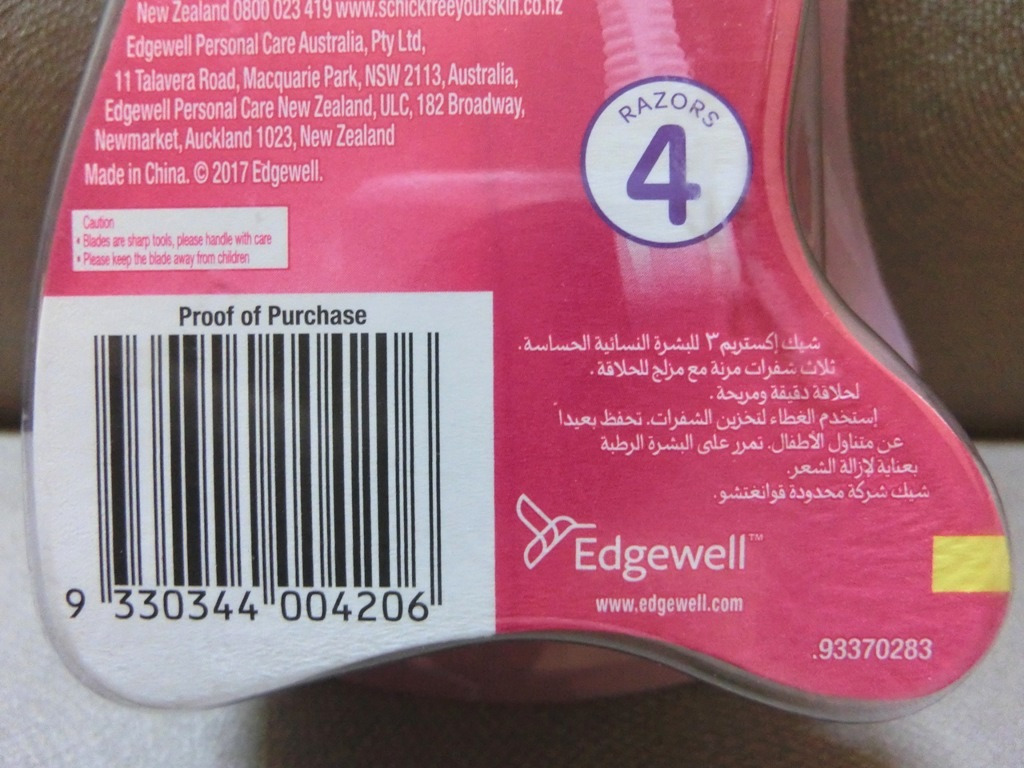 New Zealand 0800 023 419 www.schickfreeyourskin.co.nz
Edgewell Personal Care Australia, Pty Ltd,
11 Talavera Road, Macquarie Park, NSW 2113, Australia,
Edgewell Personal Care New Zealand, ULC, 182 Broadway,
Newmarket, Auckland 1023, New Zealand
Made in China. © 2017 Edgewell.
RAZORS
4
Caution
• Blades are sharp tools, please handle with care
• Please keep the blade away from children
Proof of Purchase
9 330344 004206
شيك إكستريم ٣ للبشرة النسائية الحساسة.
ثلاث شفرات مرنة مع مزلج للحلاقة.
لحلاقة دقيقة ومريحة.
إستخدم الغطاء لتخزين الشفرات. تحفظ بعيداً
عن متناول الأطفال. تمرر على البشرة الرطبة
بعناية لإزالة الشعر.
شيك شركة محدودة قوانغتشو.
Edgewell™
www.edgewell.com
.93370283